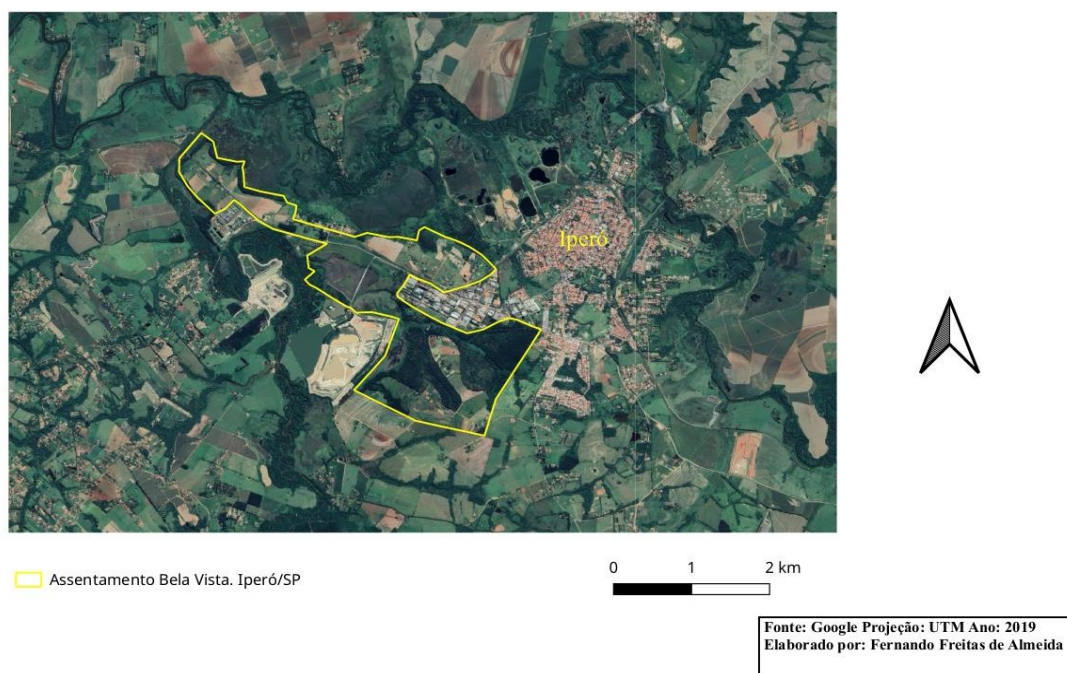 Iperó
Assentamento Bela Vista. Iperó/SP
0 1 2 km
Fonte: Google Projeção: UTM Ano: 2019
Elaborado por: Fernando Freitas de Almeida